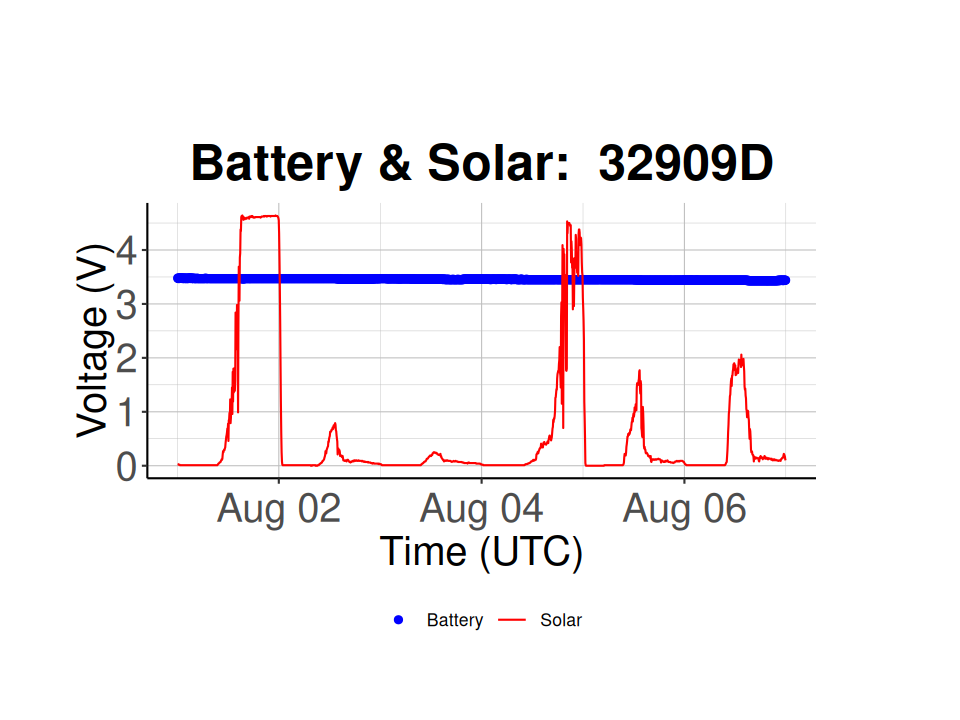 Battery & Solar:  32909D
Voltage (V)
4
3
2
1
0
Aug 02
Aug 04
Aug 06
Time (UTC)
Battery
Solar